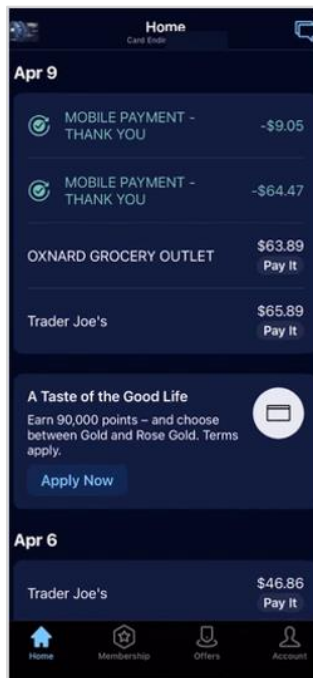 Home
Card Endin
Apr 9
MOBILE PAYMENT -
THANK YOU
-$9.05
MOBILE PAYMENT -
THANK YOU
-$64.47
OXNARD GROCERY OUTLET
$63.89
Pay It
Trader Joe's
$65.89
Pay It
A Taste of the Good Life
Earn 90,000 points – and choose
between Gold and Rose Gold. Terms
apply.
Apply Now
Apr 6
Trader Joe's
$46.86
Pay It
Home
Membership
Offers
Account